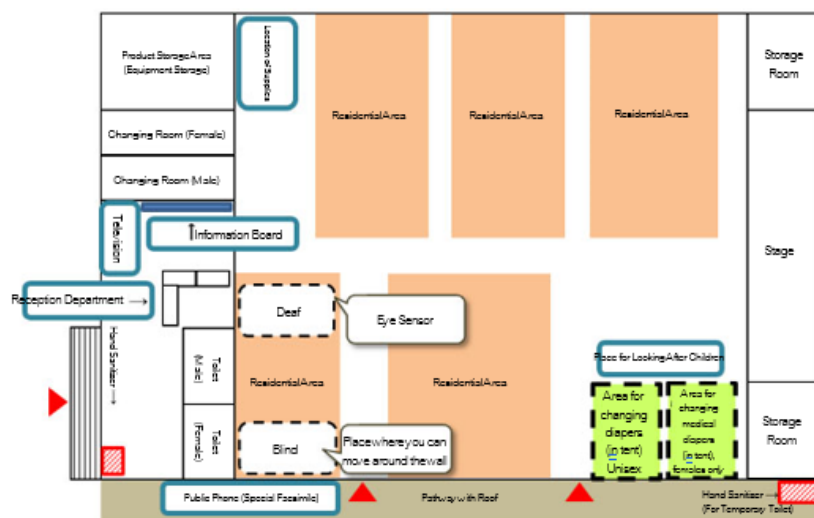 Product Storage Area
(Equipment Storage)
Location of Supplies
Residential Area
Residential Area
Residential Area
Storage
Room
Changing Room (Female)
Changing Room (Male)
Television
↑Information Board
Stage
Reception Department →
Deaf
Eye Sensor
Hand Sanitiser →
Toilet
(Male)
Residential Area
Residential Area
Place for Looking After Children
Toilet
(Female)
Blind
Place where you can
move around the wall
Area for
changing
diapers
(in tent)
Unisex
Area for
changing
medical
diapers
(in tent),
females only
Storage
Room
Public Phone (Special Facsimile)
Pathway with Roof
Hand Sanitiser →
(For Temporary Toilet)